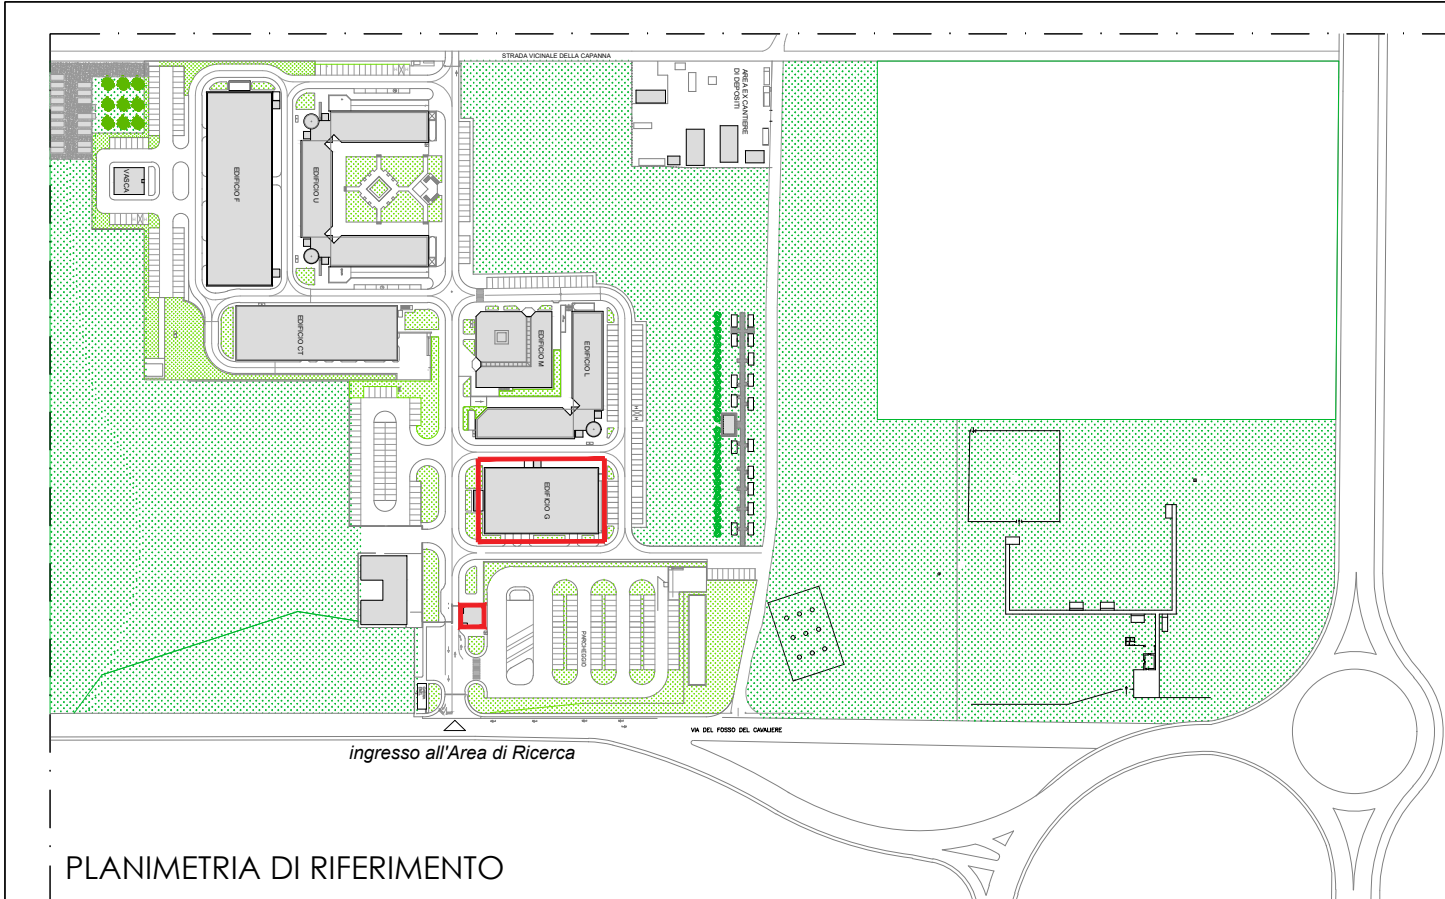 STRADA VICINALE DELLA CAPANNA
AREA EX CANTIERE
DI DEPOSITI
VASCA
EDIFICIO F
EDIFICIO U
EDIFICIO CT
EDIFICIO M
EDIFICIO L
EDIFICIO G
PARCHEGGIO
VIA DEL FOSSO DEL CAVALIERE
ingresso all'Area di Ricerca
PLANIMETRIA DI RIFERIMENTO